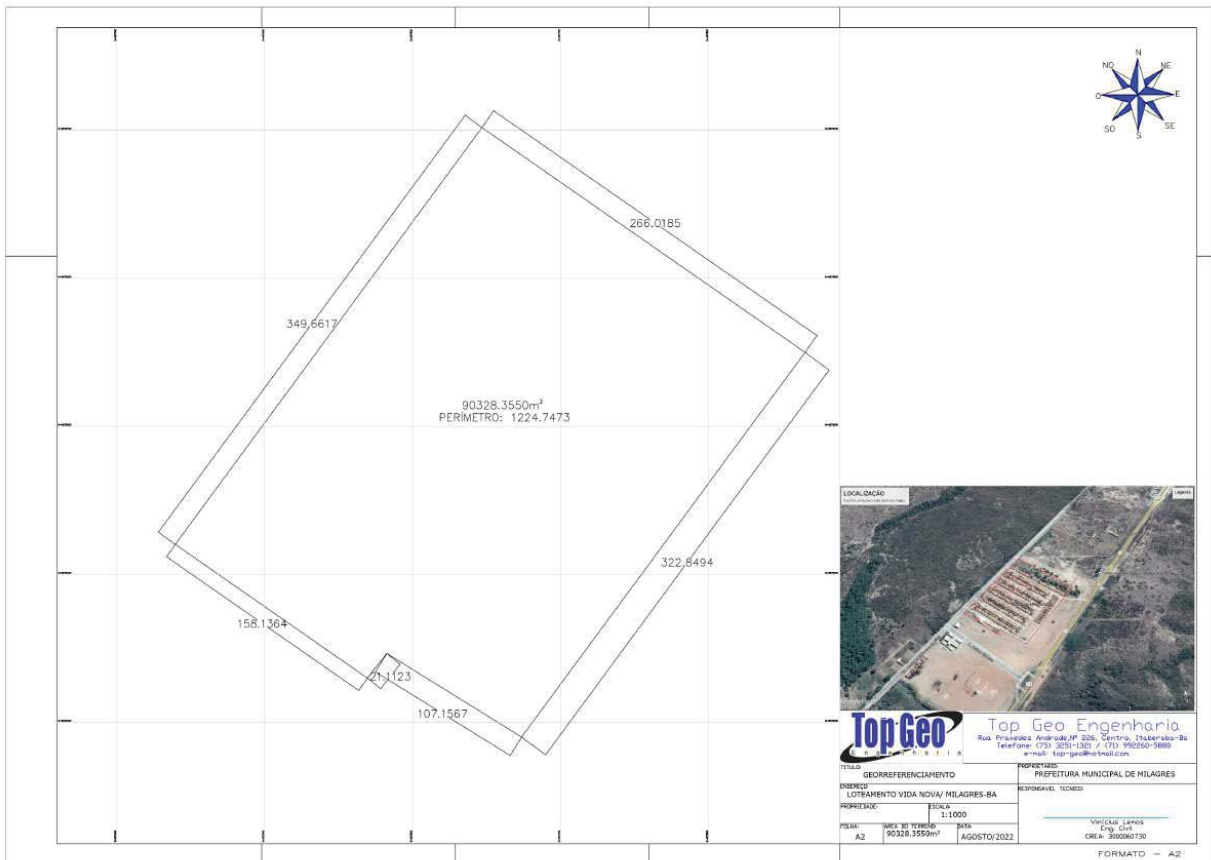 N
NO
NE
O
E
SO
SE
S
266.0185
349.6617
90328.3550m²
PERÍMETRO: 1224.7473
322.8494
158.1364
21.1123
107.1567
LOCALIZAÇÃO
Legenda
TopGeo
Engenharia
Top Geo Engenharia
Rua Praxedes Andrade,Nº 226, Centro, Itaberaba-Ba
Telefone: (75) 3251-1321 / (71) 992260-5880
e-mail: top-geo@hotmail.com
TITULO:
GEORREFERENCIAMENTO
PROPRIETARIO:
PREFEITURA MUNICIPAL DE MILAGRES
ENDEREÇO:
LOTEAMENTO VIDA NOVA/ MILAGRES-BA
RESPONSAVEL TECNICO:
PROPRIEDADE:
ESCALA:
1:1000
FOLHA:
A2
AREA DO TERRENO:
90328.3550m²
DATA:
AGOSTO/2022
Vinicius Lemos
Eng. Civil
CREA: 3000060730
FORMATO - A2